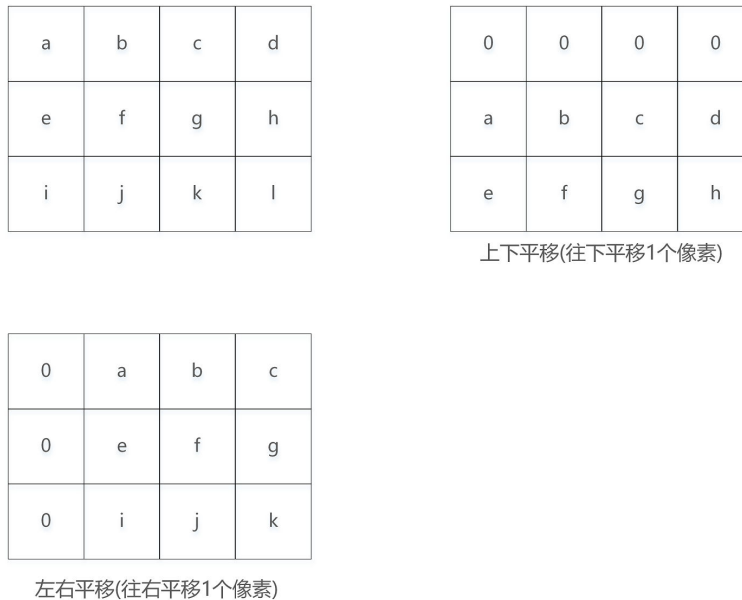 a b c d
e f g h
i j k l
0 0 0 0
a b c d
e f g h
上下平移(往下平移1个像素)
0 a b c
0 e f g
0 i j k
左右平移(往右平移1个像素)